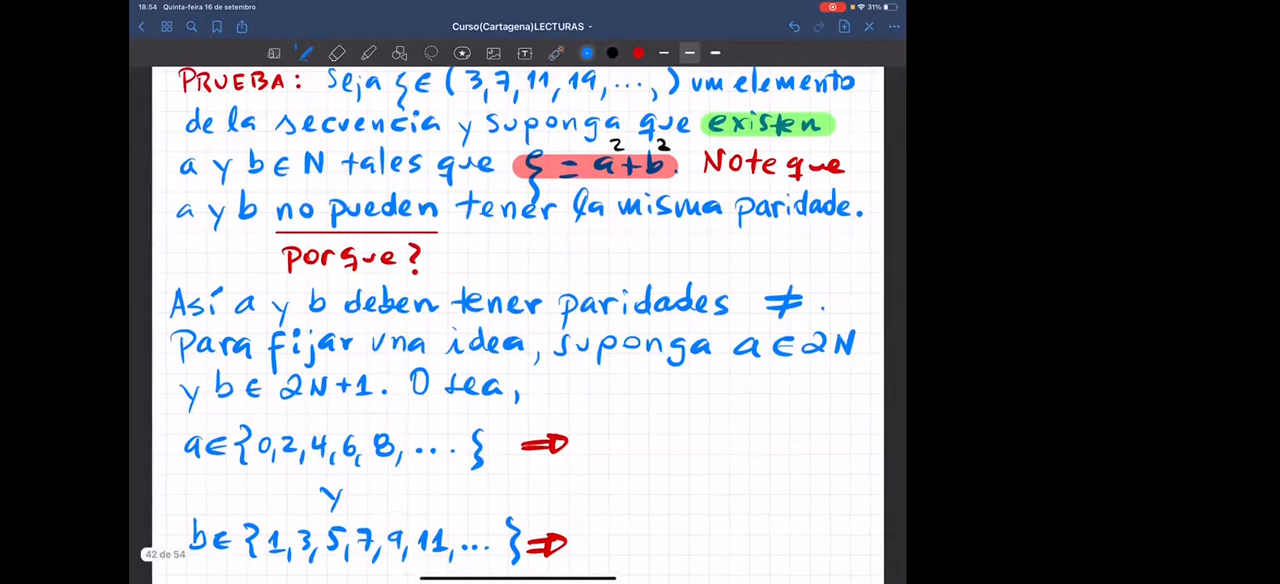 18:54 Quinta-feira 16 de setembro
31%
Curso(Cartagena)LECTURAS
PRUEBA: Seja ξ ∈ (3,7,11,19,...,) um elemento
de la secuencia y suponga que existen
a y b ∈ N tales que ξ = a²+b². Note que
a y b no pueden tener la misma paridade.
porque?
Así a y b deben tener paridades ≠.
Para fijar una idea, suponga a ∈ 2N
y b ∈ 2N+1. O sea,
a ∈ {0,2,4,6,8,...} ⇒
y
b ∈ {1,3,5,7,9,11,...} ⇒
42 de 54